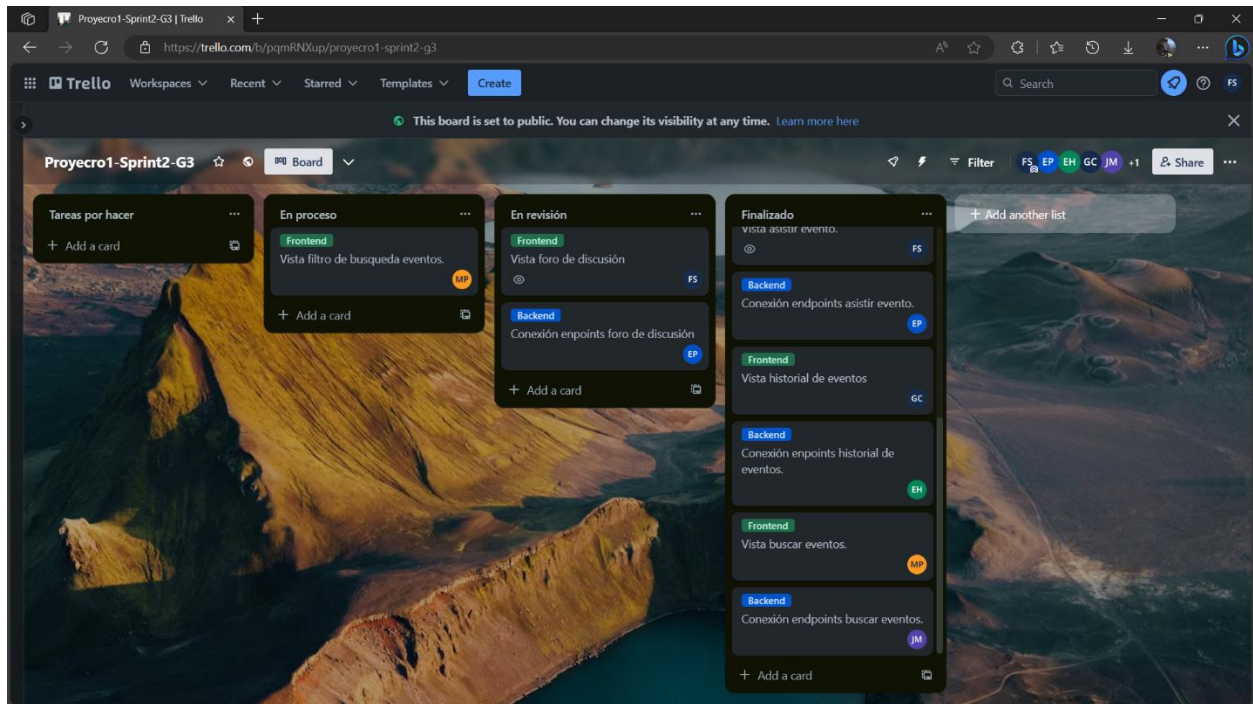 Proyecro1-Sprint2-G3 | Trello
https://trello.com/b/pqmRNXup/proyecro1-sprint2-g3
Trello Workspaces Recent Starred Templates Create Search FS
This board is set to public. You can change its visibility at any time. Learn more here
Proyecro1-Sprint2-G3 Board Filter FS EP EH GC JM +1 Share
Tareas por hacer
+ Add a card
En proceso
Frontend
Vista filtro de busqueda eventos.
MP
+ Add a card
En revisión
Frontend
Vista foro de discusión
FS
Backend
Conexión enpoints foro de discusión
EP
+ Add a card
Finalizado
Vista asistir evento.
FS
Backend
Conexión endpoints asistir evento.
EP
Frontend
Vista historial de eventos
GC
Backend
Conexión enpoints historial de
eventos.
EH
Frontend
Vista buscar eventos.
MP
Backend
Conexión endpoints buscar eventos.
JM
+ Add a card
+ Add another list